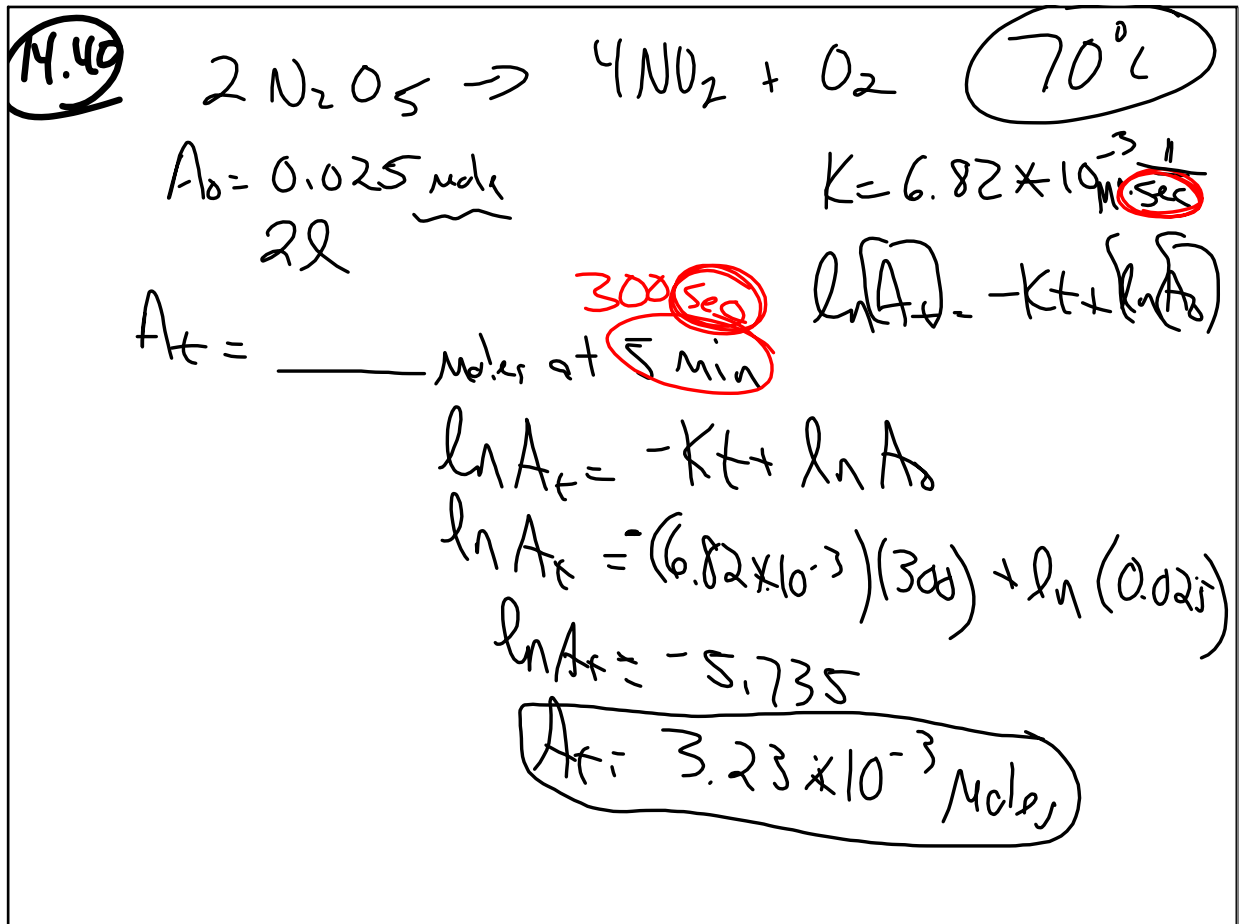 14.40
2 N₂O₅ → 4NO₂ + O₂ 70°C
A₀ = 0.025 mols
K = 6.82 × 10⁻³ 1/sec
2l
300 sec
ln[Aₜ] = -Kt + ln[A₀]
Aₜ = ______ moles at 5 min
ln Aₜ = -Kt + ln A₀
ln Aₜ = -(6.82×10⁻³)(300) + ln (0.025)
ln Aₜ = -5.735
Aₜ = 3.23 × 10⁻³ Moles